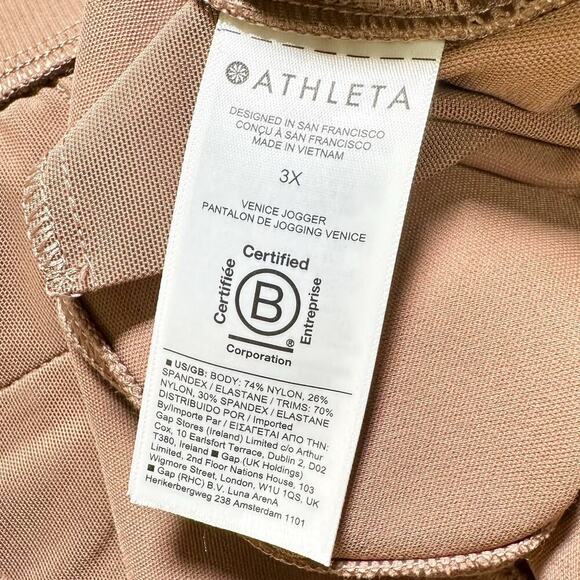 ATHLETA
DESIGNED IN SAN FRANCISCO
CONÇU À SAN FRANCISCO
MADE IN VIETNAM
3X
VENICE JOGGER
PANTALON DE JOGGING VENICE
Certified
Certifiée
B
®
Entreprise
Corporation
■ US/GB: BODY: 74% NYLON, 26%
SPANDEX / ELASTANE / TRIMS: 70%
NYLON, 30% SPANDEX / ELASTANE
DISTRIBUIDO POR / Imported
By/Importe Par / ΕΙΣΑΓΕΤΑΙ ΑΠΟ ΤΗΝ:
Gap Stores (Ireland) Limited c/o Arthur
Cox, 10 Earlsfort Terrace, Dublin 2, D02
T380, Ireland ■ Gap (UK Holdings)
Limited, 2nd Floor Nations House, 103
Wigmore Street, London, W1U 1QS, UK
■ Gap (RHC) B.V. Luna ArenA
Herikerbergweg 238 Amsterdam 1101